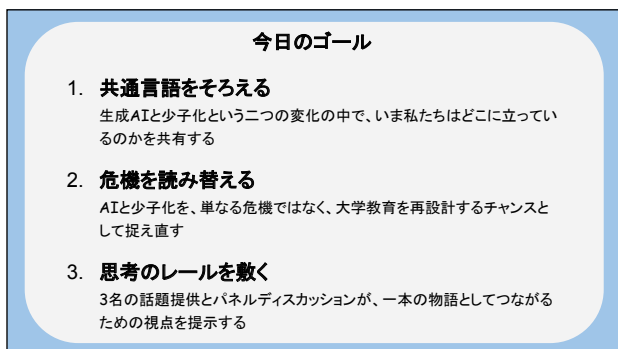 今日のゴール
1. 共通言語をそろえる
生成AIと少子化という二つの変化の中で、いま私たちはどこに立ってい
るのかを共有する
2. 危機を読み替える
AIと少子化を、単なる危機ではなく、大学教育を再設計するチャンスと
して捉え直す
3. 思考のレールを敷く
3名の話題提供とパネルディスカッションが、一本の物語としてつながる
ための視点を提示する